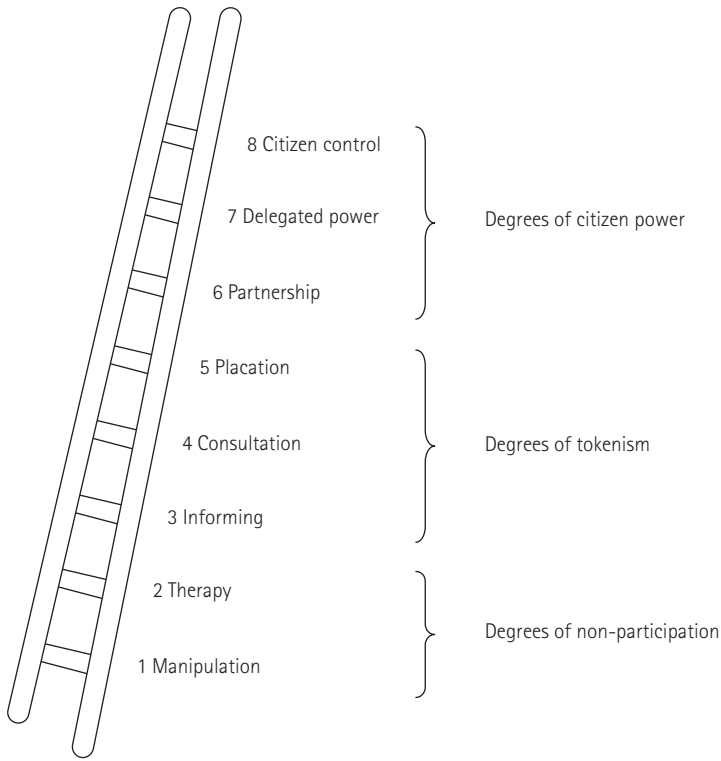 8 Citizen control
7 Delegated power
Degrees of citizen power
6 Partnership
5 Placation
4 Consultation
Degrees of tokenism
3 Informing
2 Therapy
Degrees of non-participation
1 Manipulation